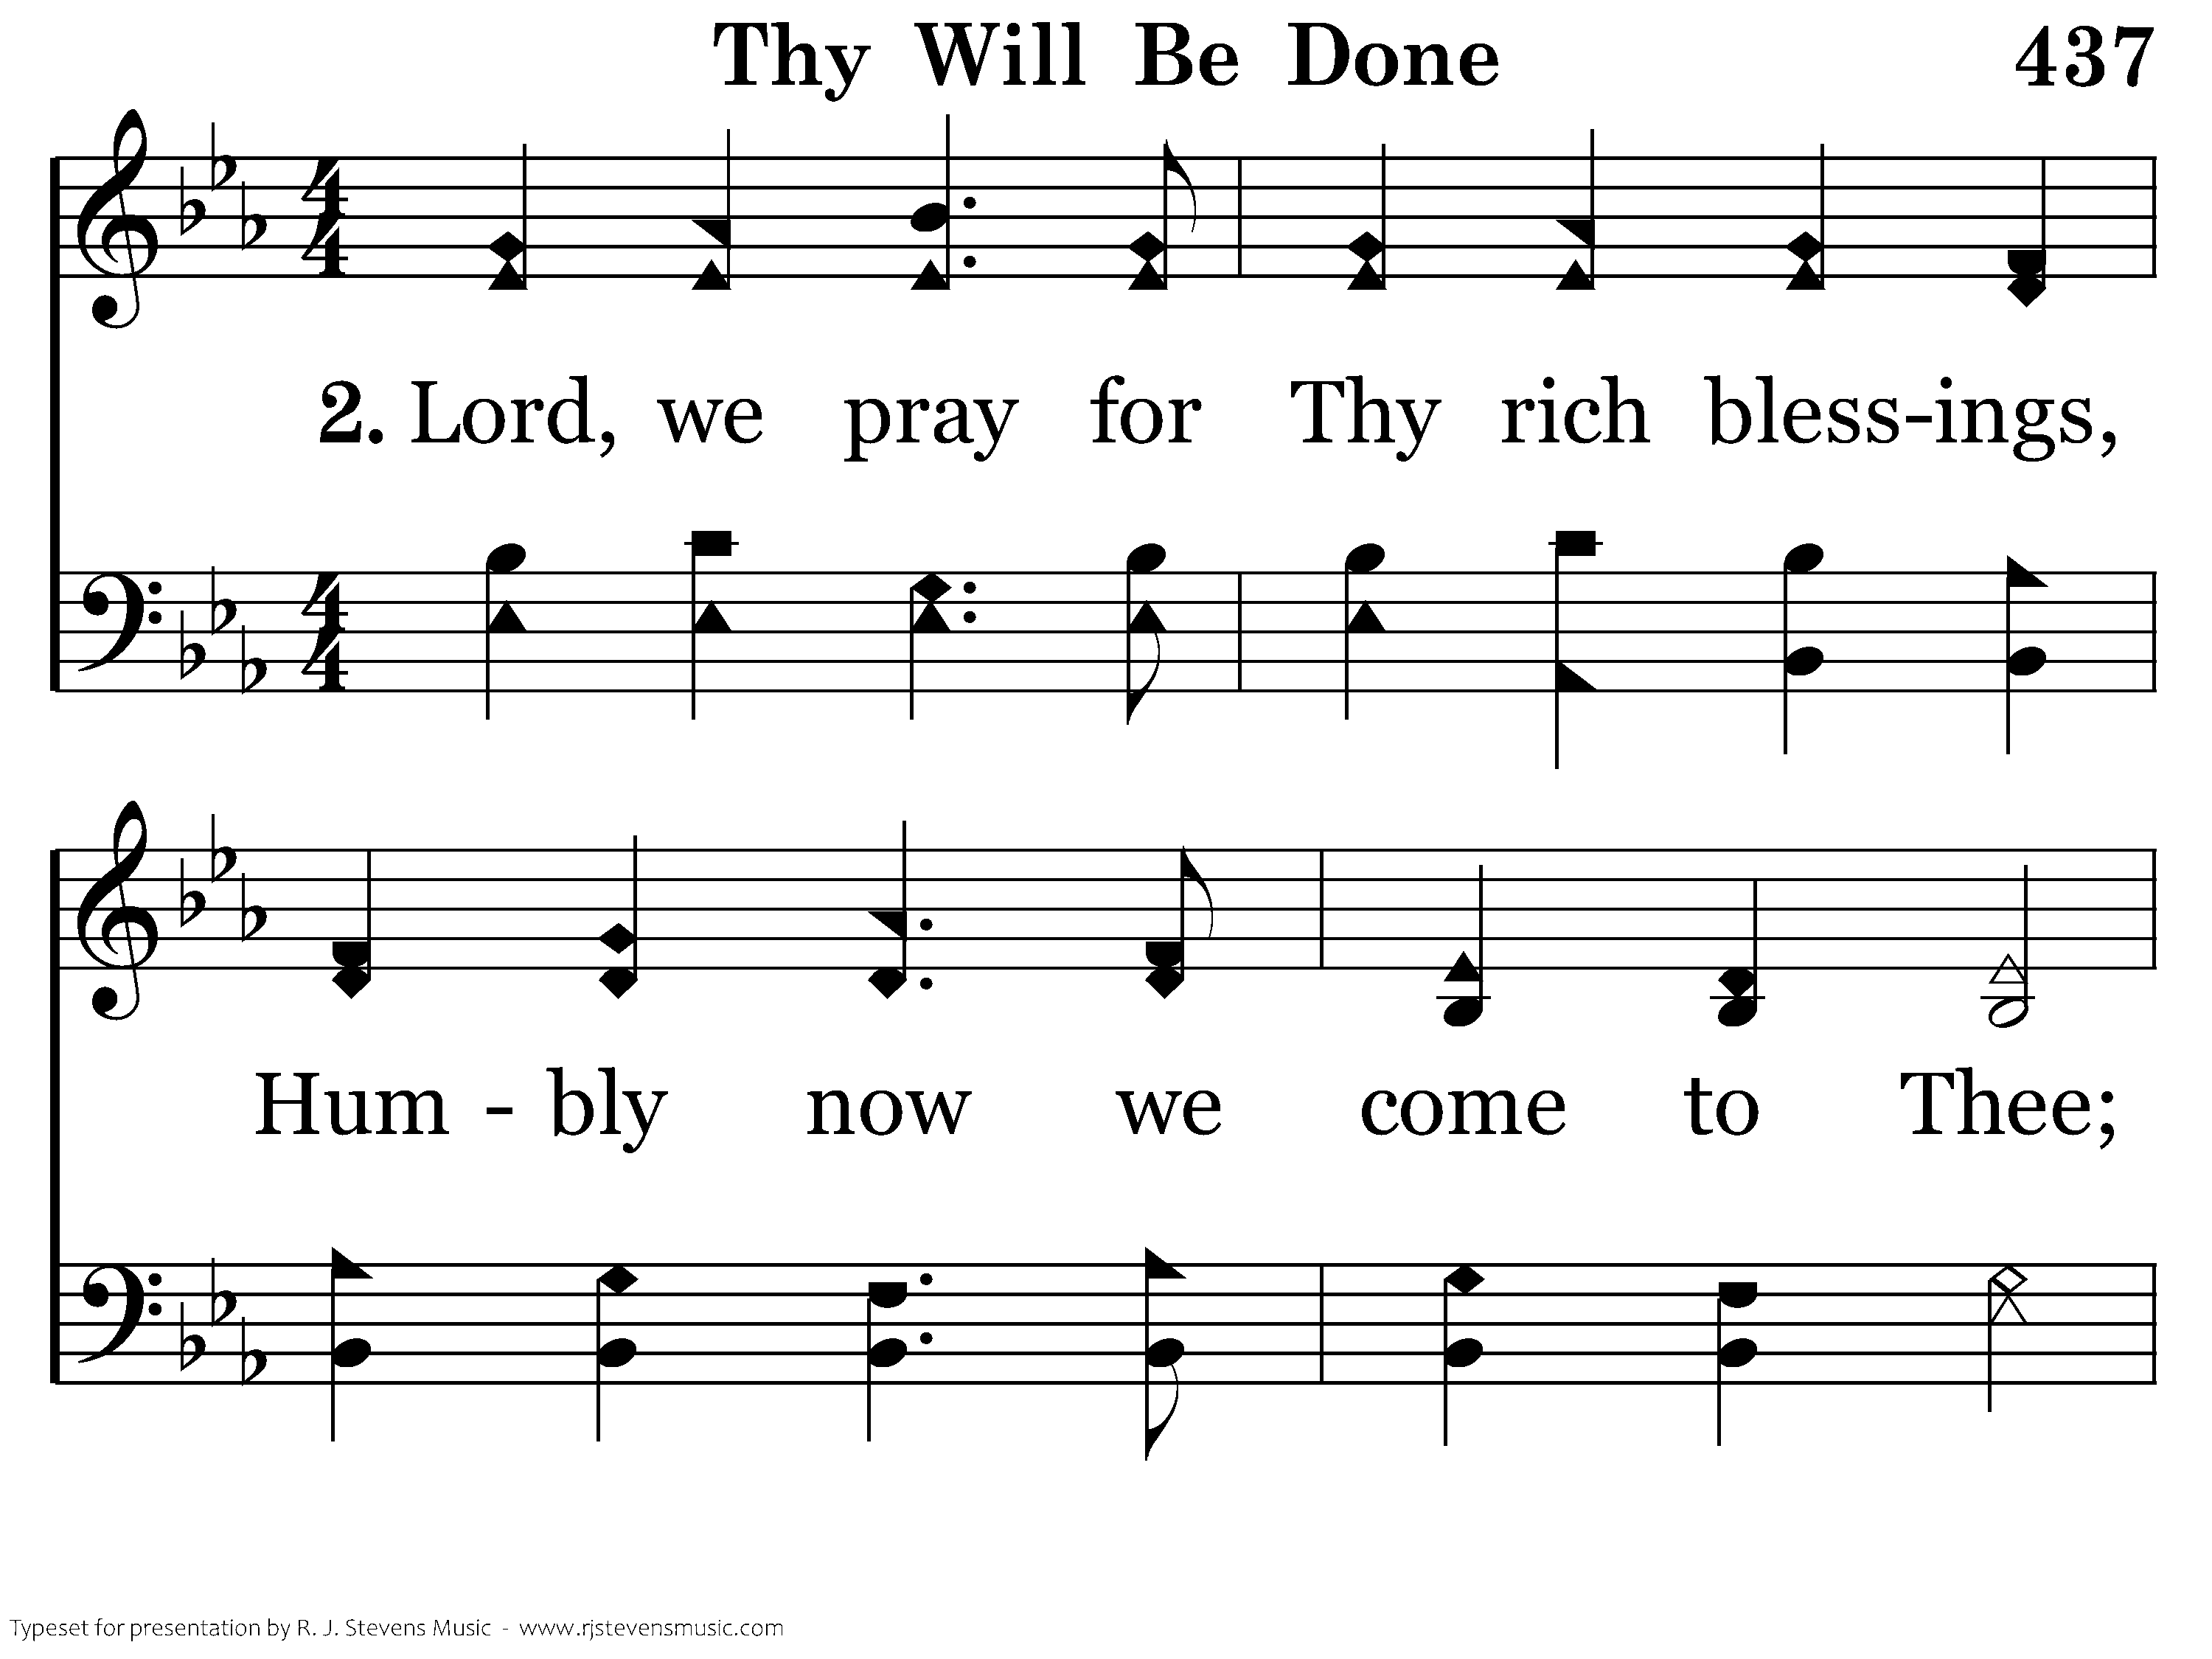 Thy Will Be Done 437
2. Lord, we pray for Thy rich bless-ings,
Hum - bly now we come to Thee;
Typeset for presentation by R. J. Stevens Music - www.rjstevensmusic.com